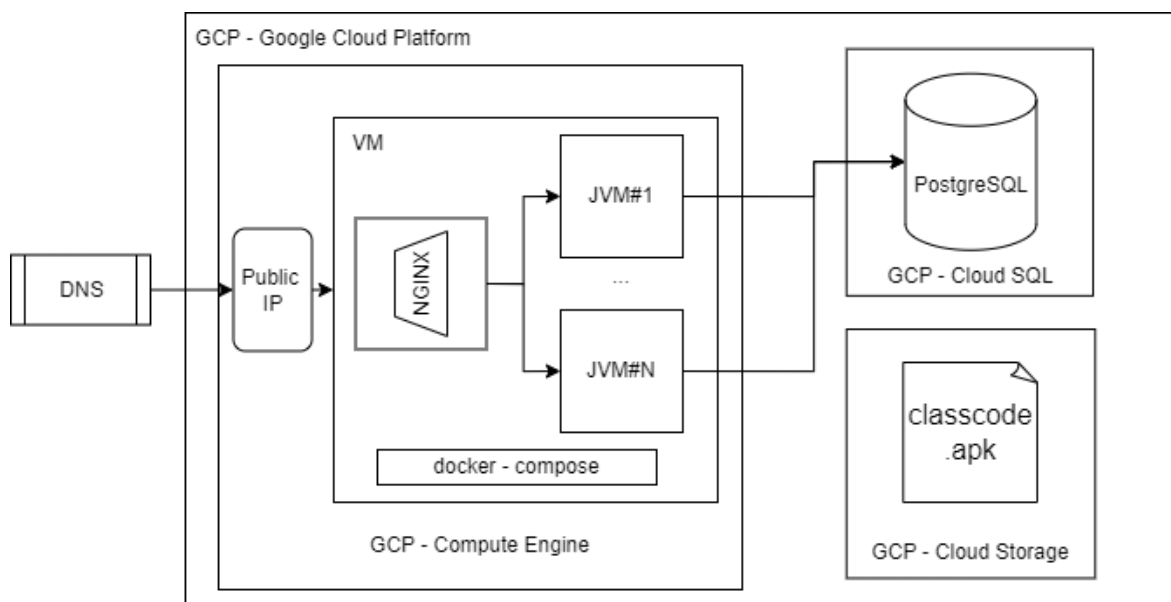 GCP - Google Cloud Platform
VM
JVM#1
PostgreSQL
GCP - Cloud SQL
DNS
Public
IP
NGINX
...
JVM#N
docker - compose
GCP - Compute Engine
classcode
.apk
GCP - Cloud Storage